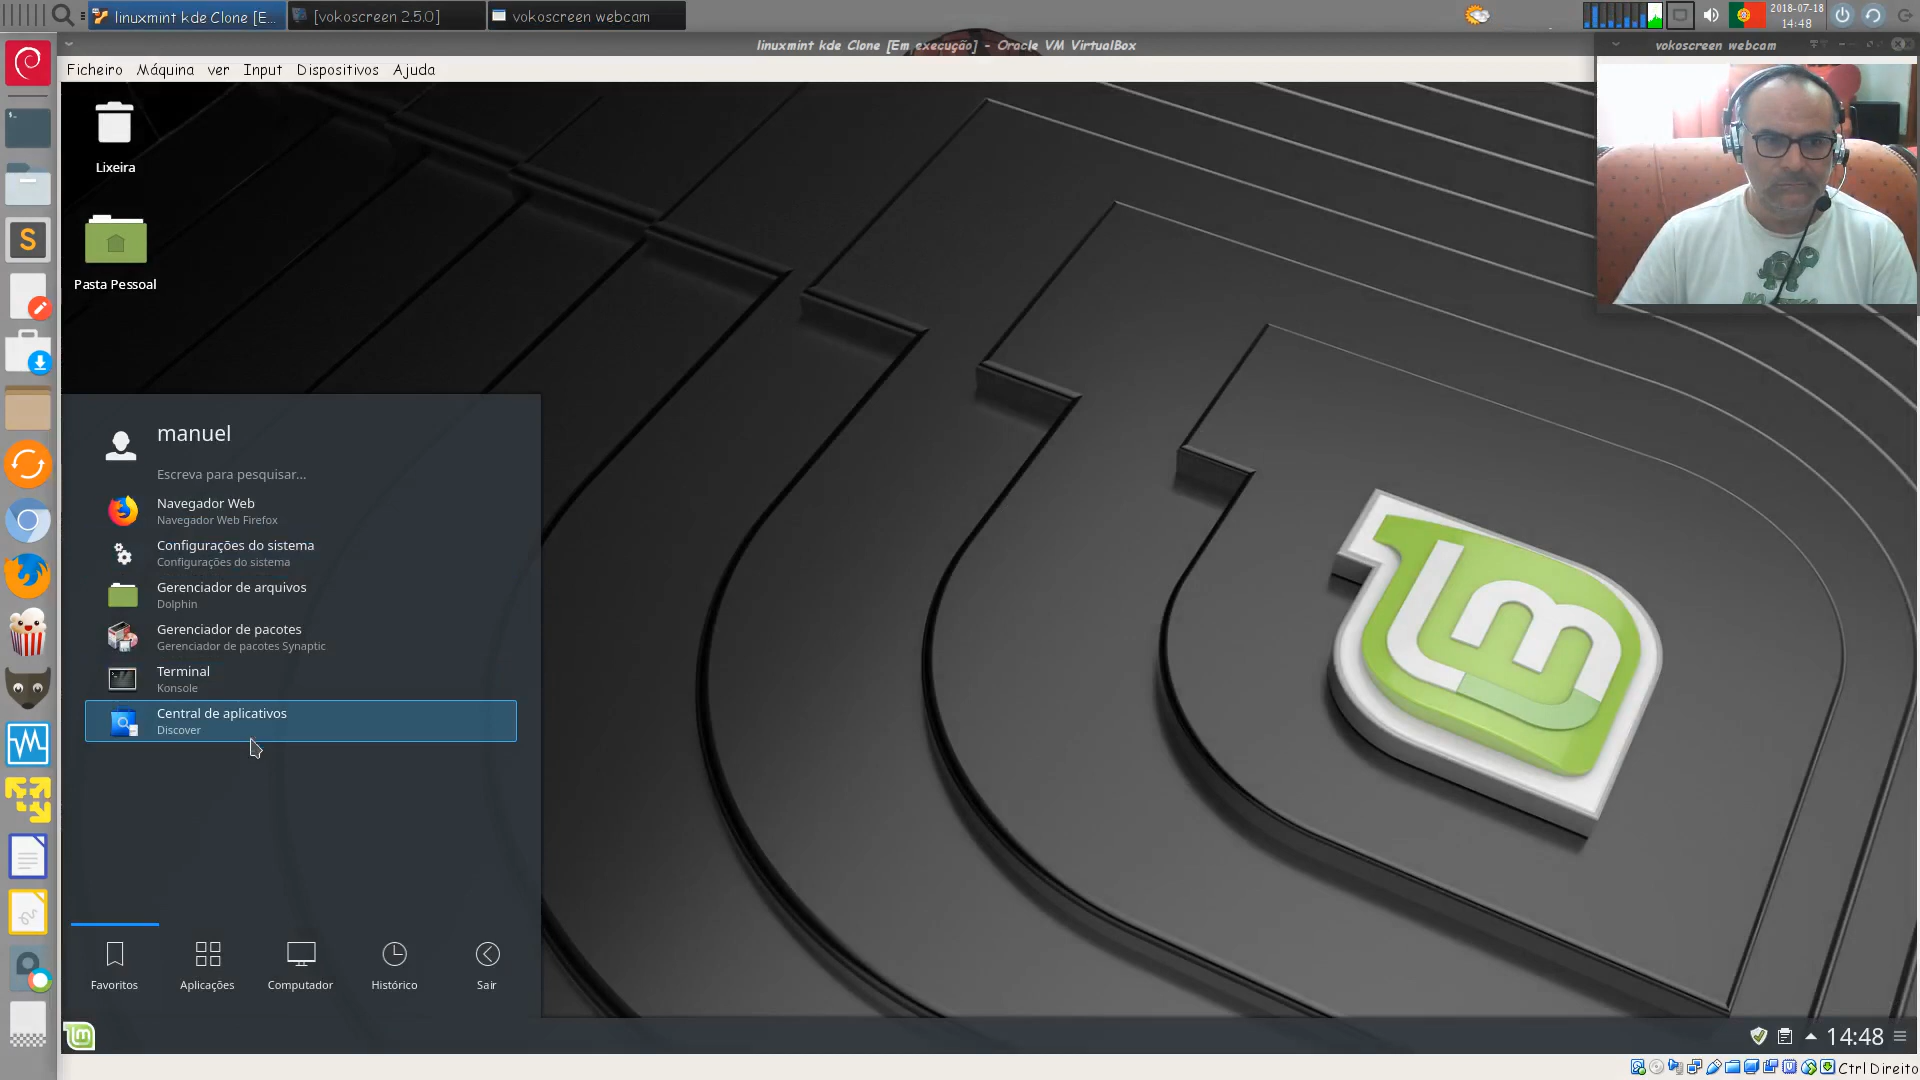 linuxmint kde Clone [E...
[vokoscreen 2.5.0]
vokoscreen webcam
2018-07-18
14:48
linuxmint kde Clone [Em execução] - Oracle VM VirtualBox
vokoscreen webcam
Ficheiro Máquina ver Input Dispositivos Ajuda
Lixeira
Pasta Pessoal
manuel
Escreva para pesquisar...
Navegador Web
Navegador Web Firefox
Configurações do sistema
Configurações do sistema
Gerenciador de arquivos
Dolphin
Gerenciador de pacotes
Gerenciador de pacotes Synaptic
Terminal
Konsole
Central de aplicativos
Discover
Favoritos
Aplicações
Computador
Histórico
Sair
14:48
Ctrl Direito